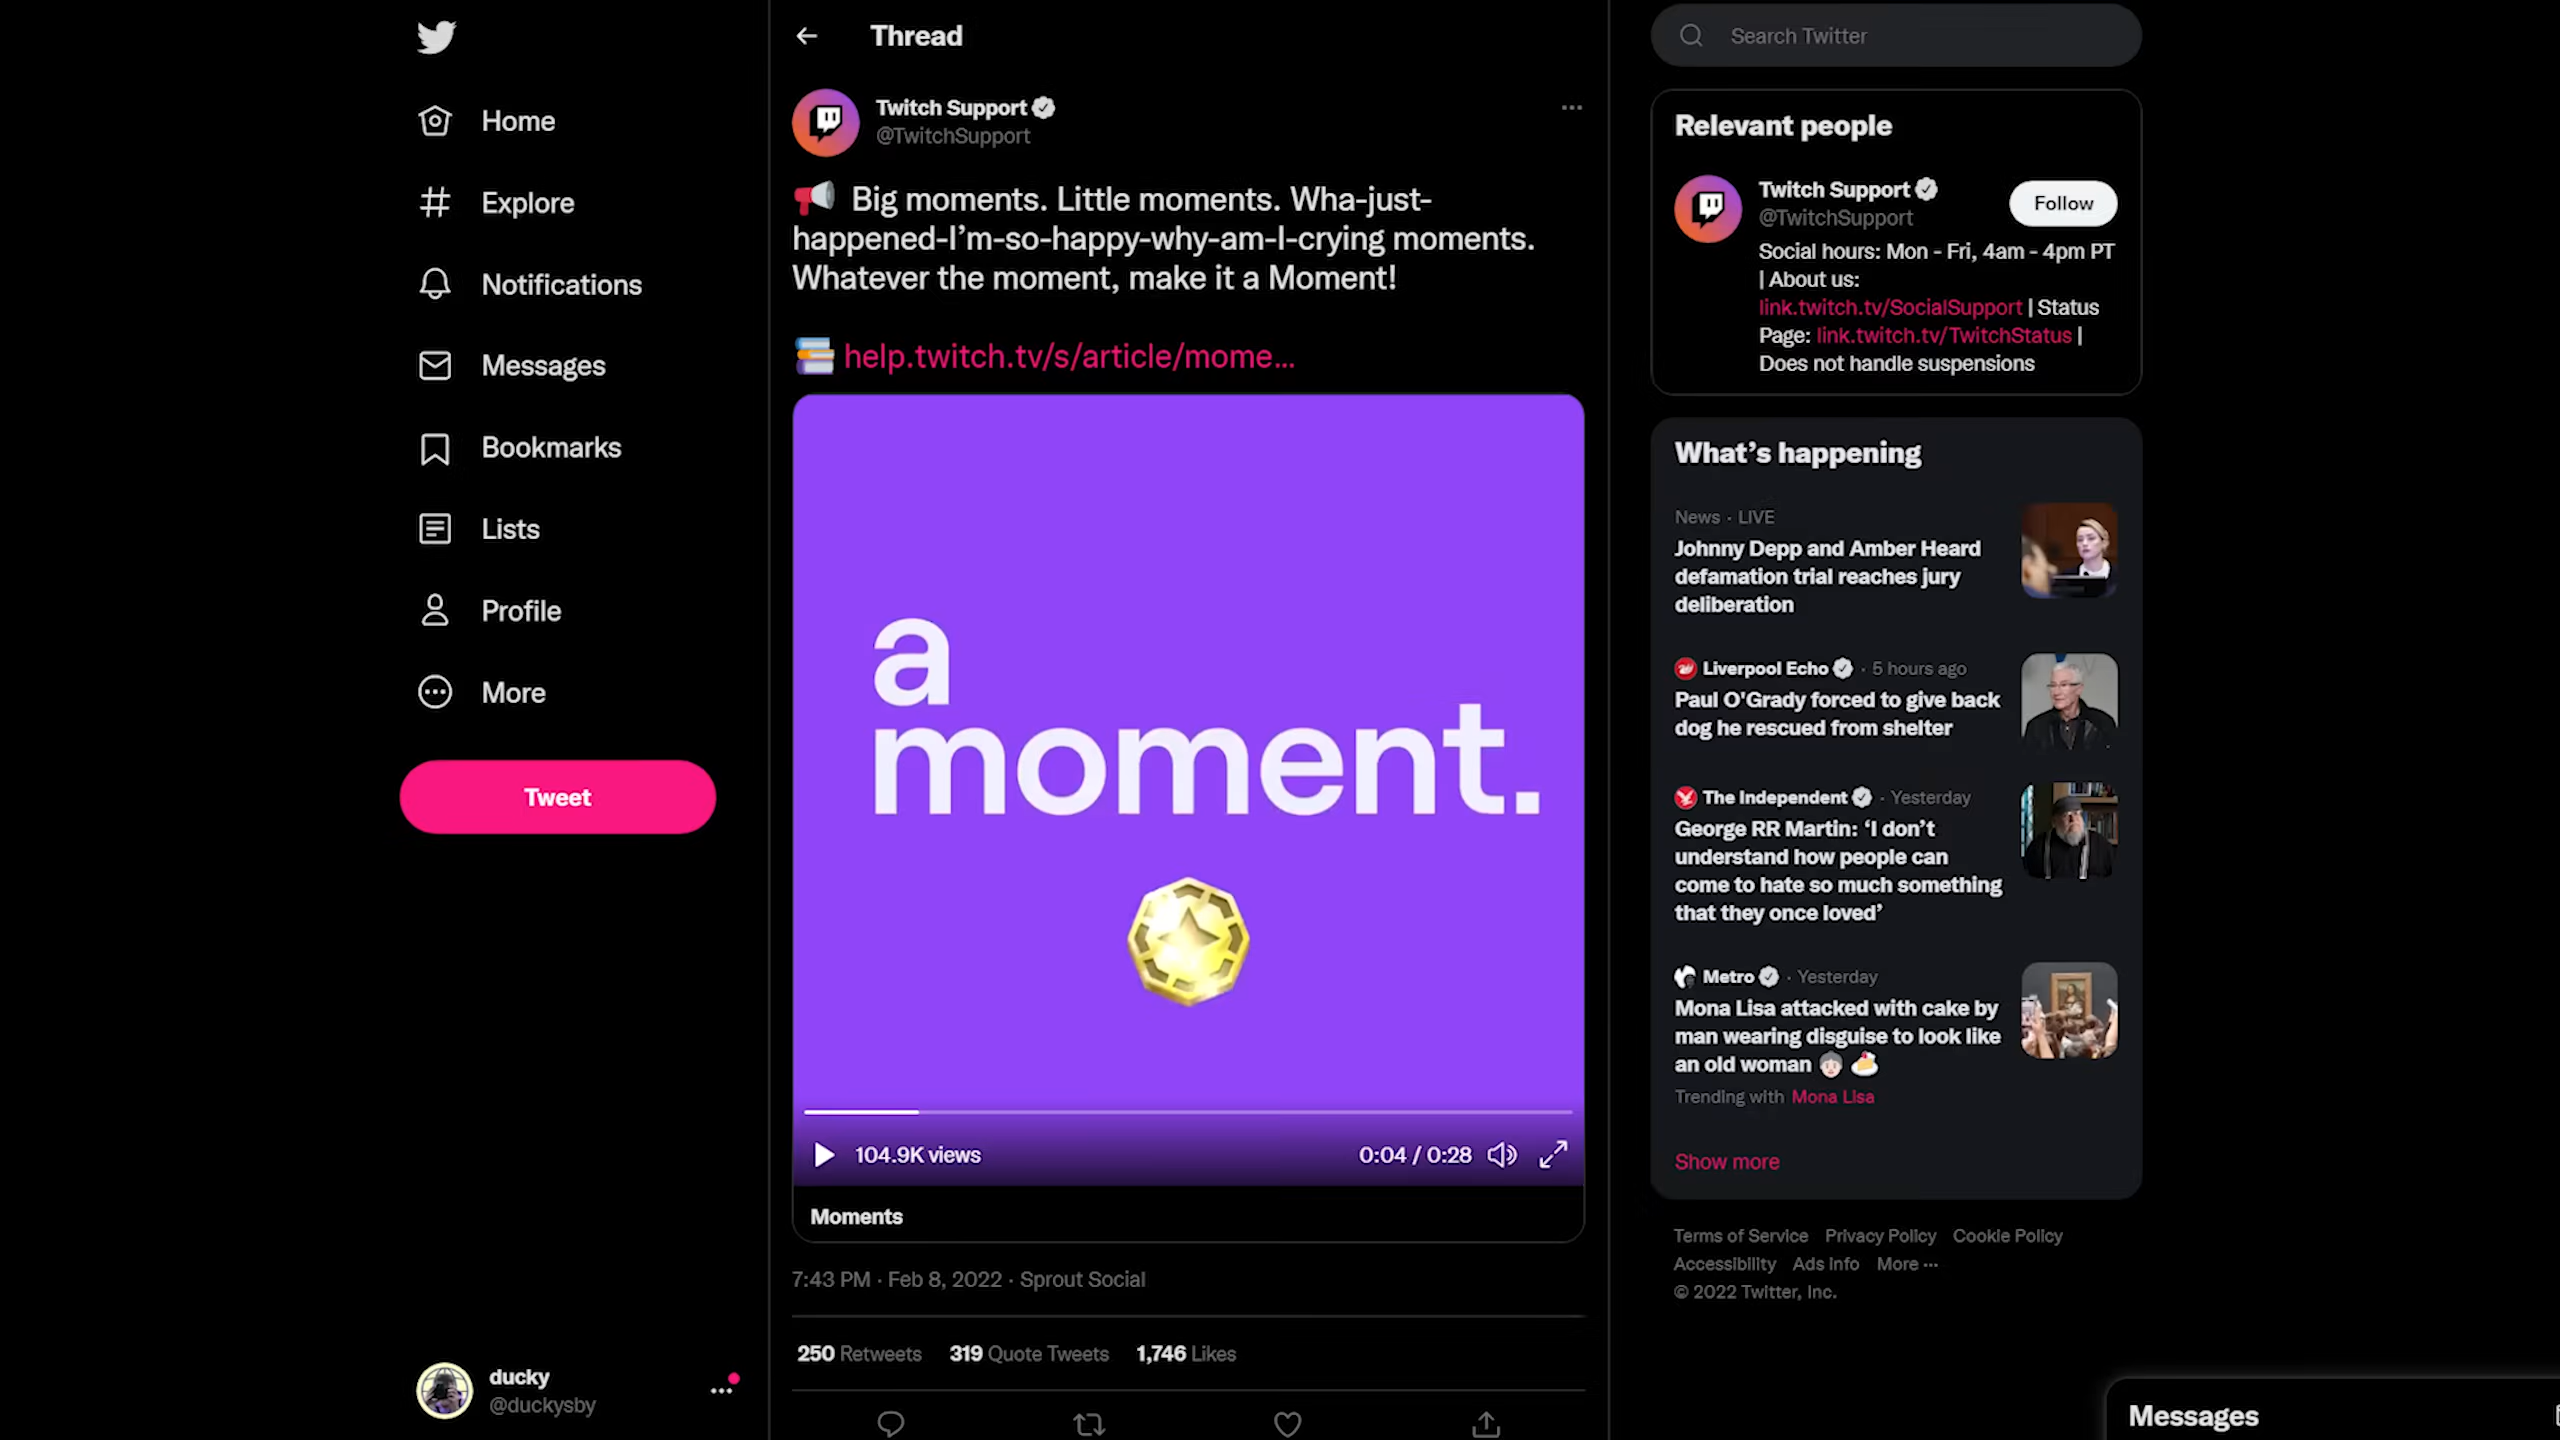 Home
Explore
Notifications
Messages
Bookmarks
Lists
Profile
More
Tweet
ducky
@duckysby
Thread
Twitch Support
@TwitchSupport
Big moments. Little moments. Wha-just-
happened-I’m-so-happy-why-am-I-crying moments.
Whatever the moment, make it a Moment!
help.twitch.tv/s/article/mome...
a
moment.
104.9K views
0:04 / 0:28
Moments
7:43 PM · Feb 8, 2022 · Sprout Social
250 Retweets 319 Quote Tweets 1,746 Likes
Search Twitter
Relevant people
Twitch Support
@TwitchSupport
Follow
Social hours: Mon - Fri, 4am - 4pm PT
| About us:
link.twitch.tv/SocialSupport | Status
Page: link.twitch.tv/TwitchStatus |
Does not handle suspensions
What’s happening
News · LIVE
Johnny Depp and Amber Heard
defamation trial reaches jury
deliberation
Liverpool Echo · 5 hours ago
Paul O'Grady forced to give back
dog he rescued from shelter
The Independent · Yesterday
George RR Martin: ‘I don’t
understand how people can
come to hate so much something
that they once loved’
Metro · Yesterday
Mona Lisa attacked with cake by
man wearing disguise to look like
an old woman
Trending with Mona Lisa
Show more
Terms of Service Privacy Policy Cookie Policy
Accessibility Ads info More ···
© 2022 Twitter, Inc.
Messages